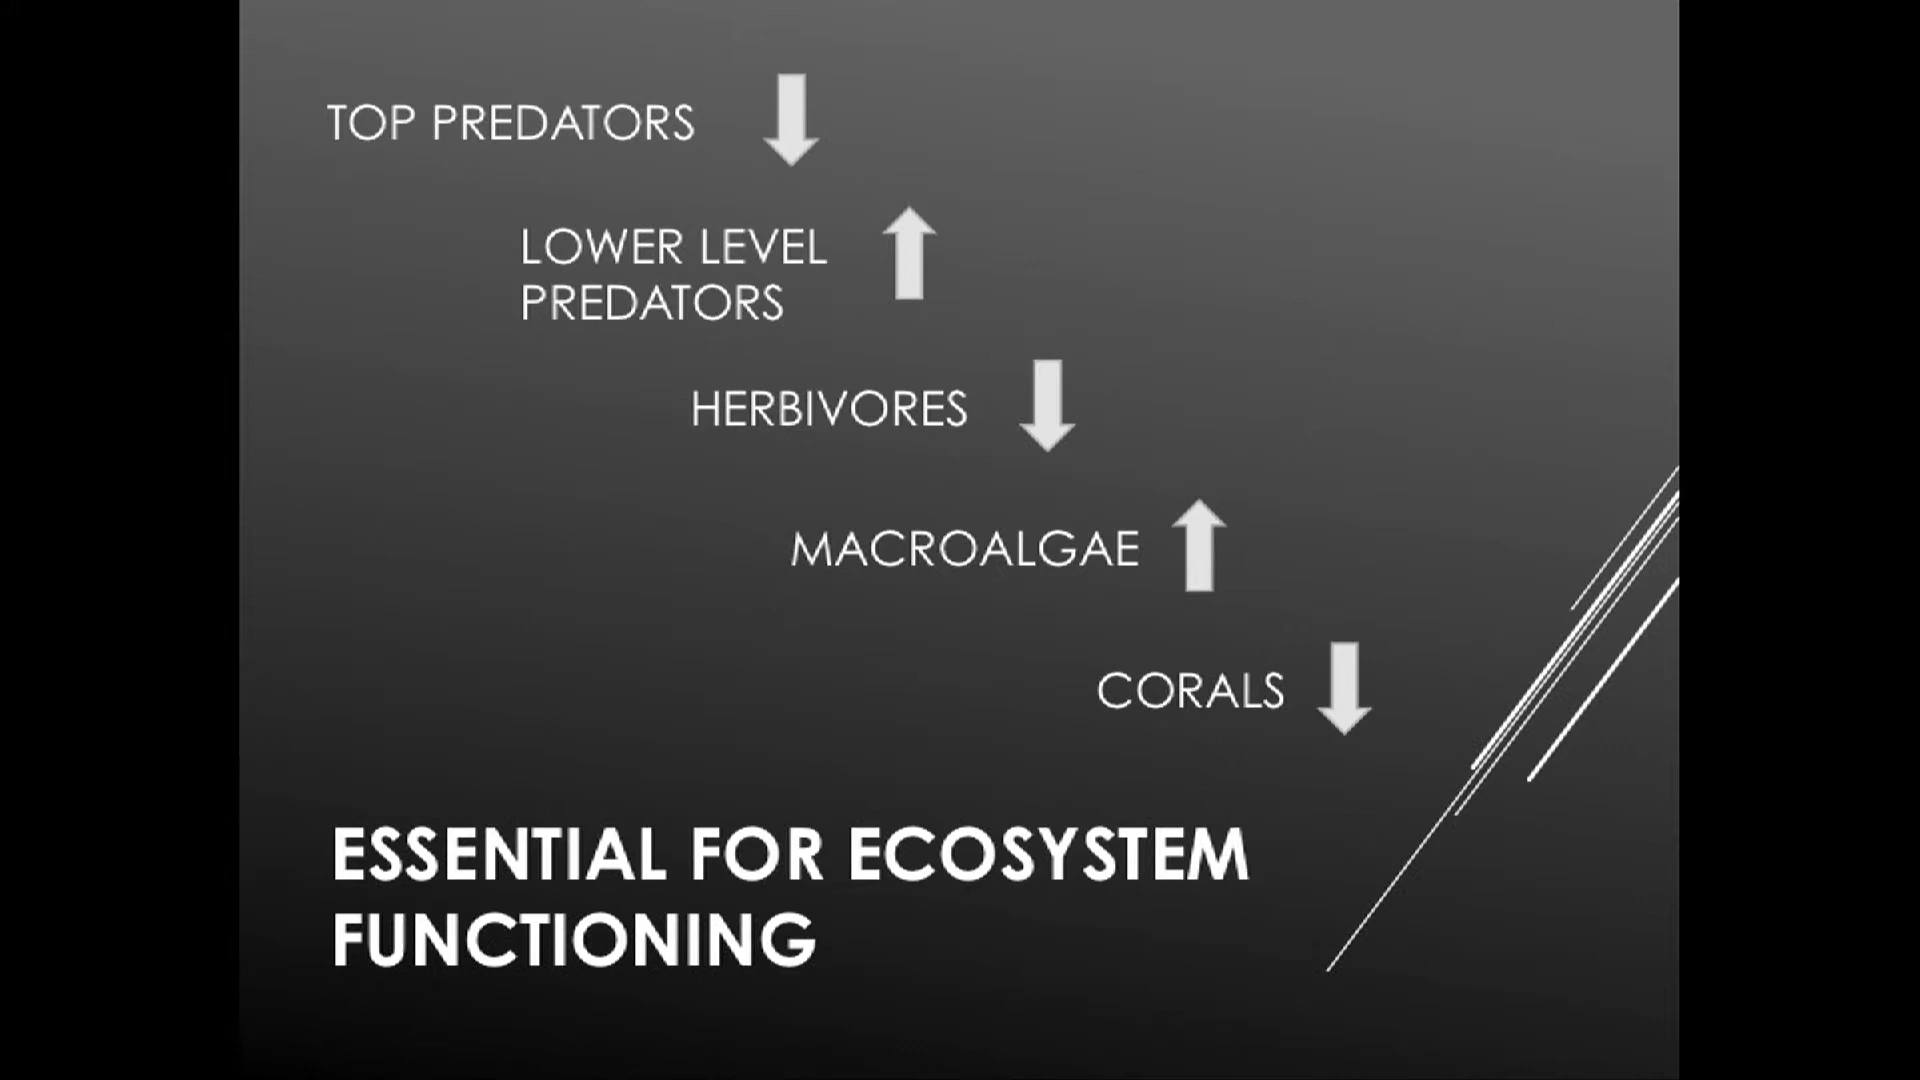 TOP PREDATORS
LOWER LEVEL
PREDATORS
HERBIVORES
MACROALGAE
CORALS
ESSENTIAL FOR ECOSYSTEM
FUNCTIONING